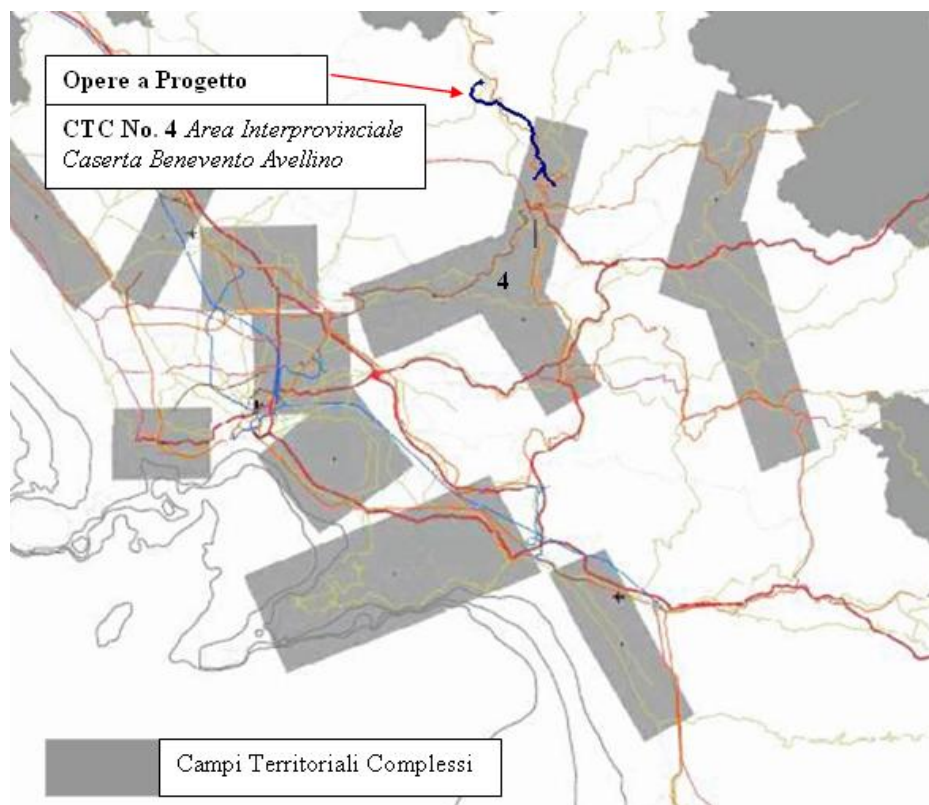 Opere a Progetto
CTC No. 4 Area Interprovinciale
Caserta Benevento Avellino
4
Campi Territoriali Complessi